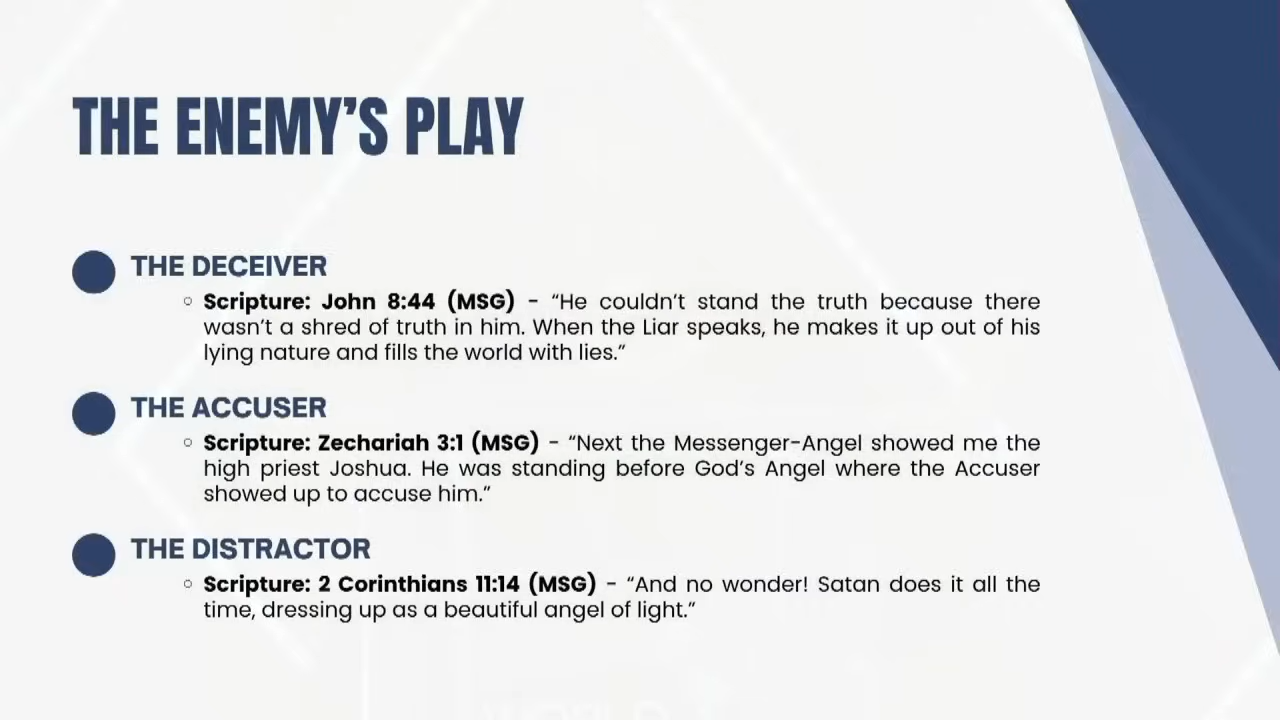 THE ENEMY’S PLAY
THE DECEIVER
Scripture: John 8:44 (MSG) - “He couldn’t stand the truth because there
wasn’t a shred of truth in him. When the Liar speaks, he makes it up out of his
lying nature and fills the world with lies.”
THE ACCUSER
Scripture: Zechariah 3:1 (MSG) - “Next the Messenger-Angel showed me the
high priest Joshua. He was standing before God’s Angel where the Accuser
showed up to accuse him.”
THE DISTRACTOR
Scripture: 2 Corinthians 11:14 (MSG) - “And no wonder! Satan does it all the
time, dressing up as a beautiful angel of light.”